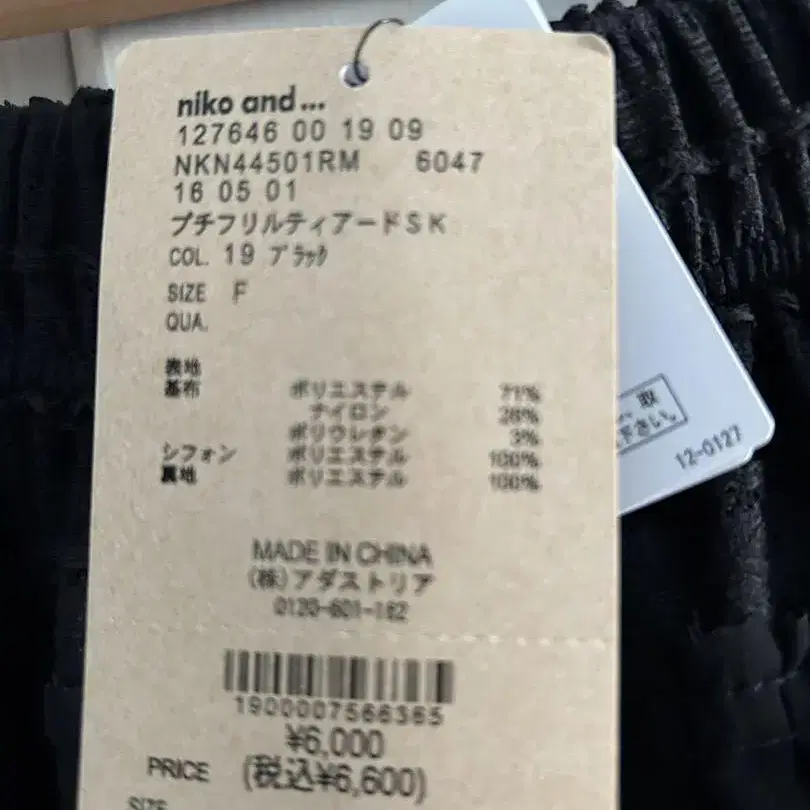 niko and...
127646 00 19 09
NKN44501RM 6047
16 05 01
プチフリルティアードSK
COL. 19 ブラック
SIZE F
QUA.
表地
基布 ポリエステル 71%
ナイロン 26%
ポリウレタン 3%
シフォン ポリエステル 100%
裏地 ポリエステル 100%
MADE IN CHINA
(株)アダストリア
0120-601-162
1900007566365
¥6,000
PRICE (税込¥6,600)
SIZE
取
下さい。
12-0127